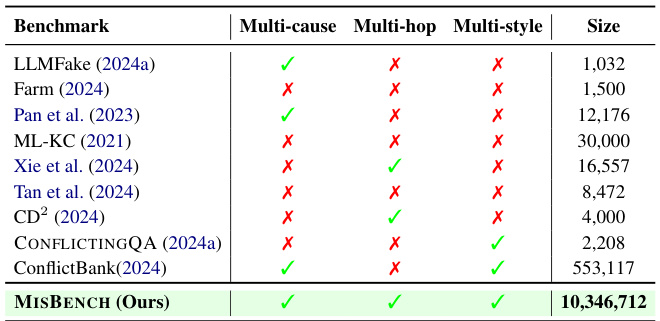 Benchmark Multi-cause Multi-hop Multi-style Size
LLMFake (2024a) ✓ ✗ ✗ 1,032
Farm (2024) ✗ ✗ ✗ 1,500
Pan et al. (2023) ✓ ✗ ✗ 12,176
ML-KC (2021) ✗ ✗ ✗ 30,000
Xie et al. (2024) ✗ ✓ ✗ 16,557
Tan et al. (2024) ✗ ✗ ✗ 8,472
CD² (2024) ✗ ✓ ✗ 4,000
CONFLICTINGQA (2024a) ✗ ✗ ✓ 2,208
ConflictBank(2024) ✓ ✗ ✓ 553,117
MISBENCH (Ours) ✓ ✓ ✓ 10,346,712